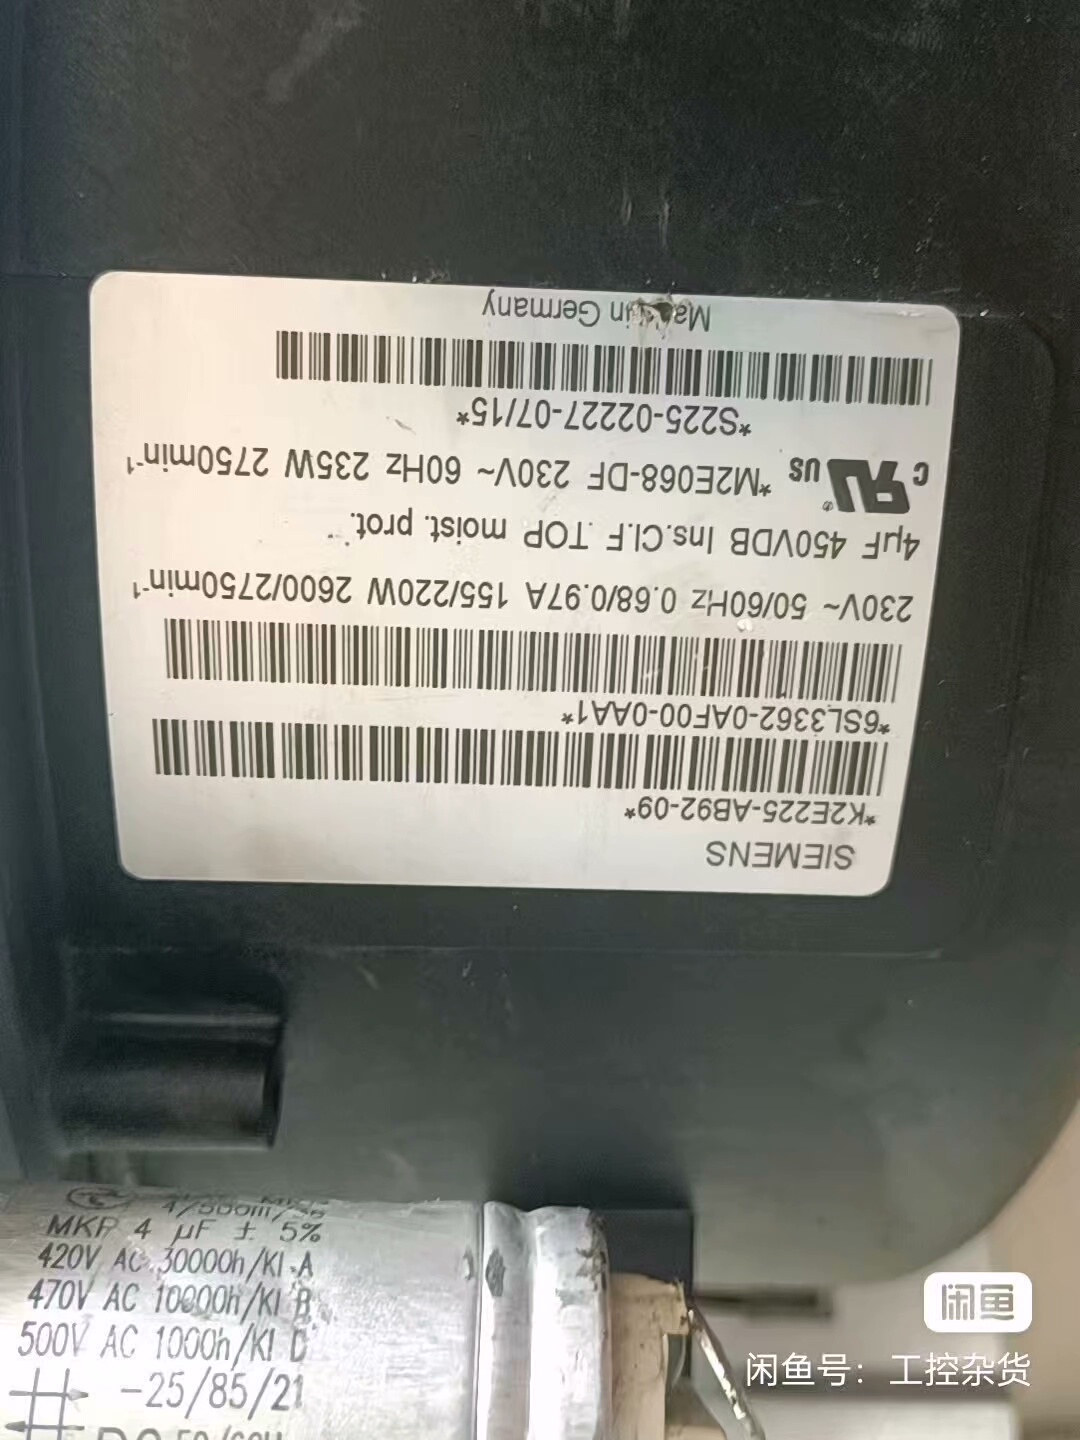 SIEMENS
*K2E225-AB92-09*
*6SL3362-0AF00-0AA1*
230V~ 50/60Hz 0.68/0.97A 155/220W 2600/2750min-1
4µF 450VDB Ins.Cl.F TOP moist. prot.
*M2E068-DF 230V~ 60Hz 235W 2750min-1
C US ®
*S225-02227-07/15*
in Germany
MKP 4 µF ± 5%
420V AC 30000h/Kl.A
470V AC 10000h/Kl B
500V AC 1000h/Kl
-25/85/21
闲鱼
闲鱼号：工控杂货